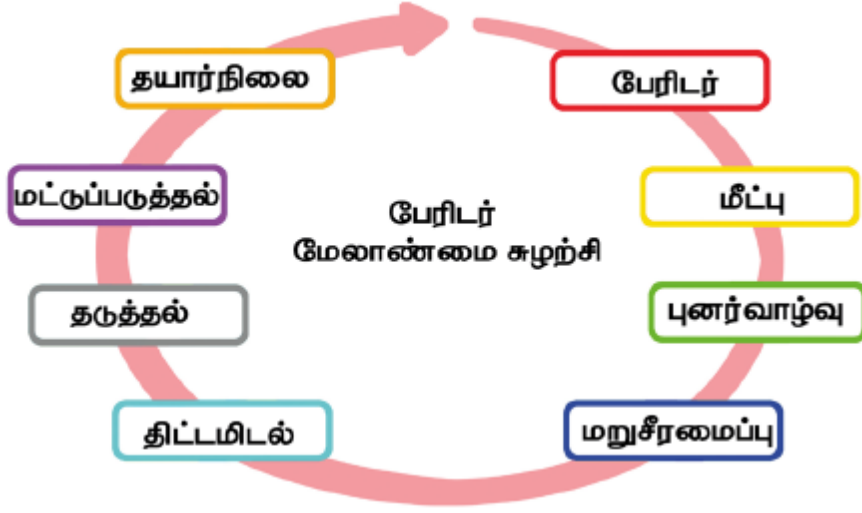 பேரிடர்
மேலாண்மை சுழற்சி
பேரிடர்
மீட்பு
புனர்வாழ்வு
மறுசீரமைப்பு
திட்டமிடல்
தடுத்தல்
மட்டுப்படுத்தல்
தயார்நிலை